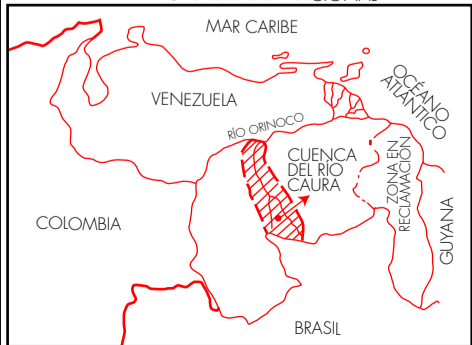 MAR CARIBE
OCÉANO
ATLÁNTICO
VENEZUELA
RÍO ORINOCO
CUENCA
DEL RÍO
CAURA
ZONA EN
RECLAMACIÓN
GUYANA
COLOMBIA
BRASIL